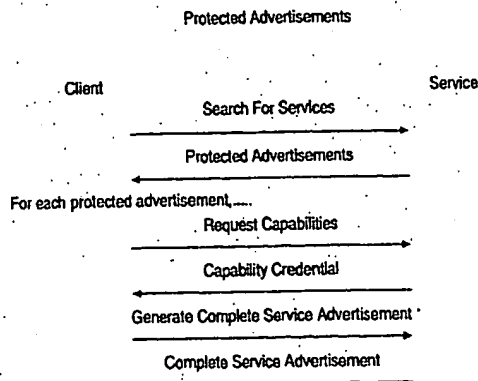 Protected Advertisements
Client
Service
Search For Services
Protected Advertisements
For each protected advertisement,....
Request Capabilities
Capability Credential
Generate Complete Service Advertisement
Complete Service Advertisement